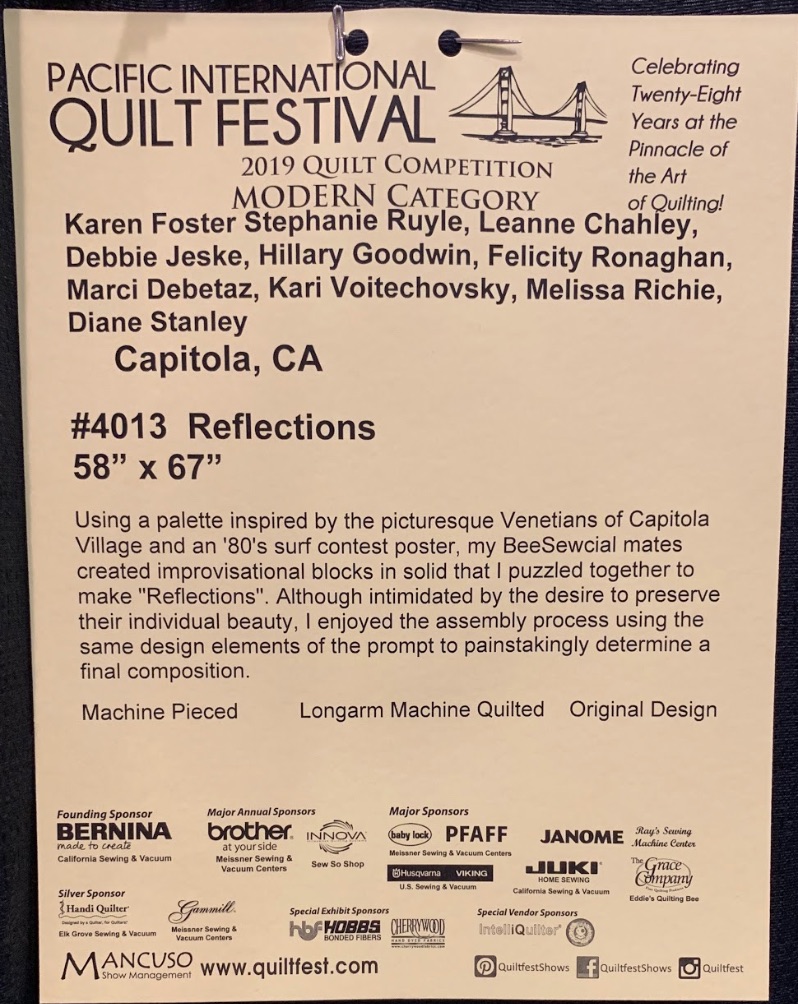 PACIFIC INTERNATIONAL
QUILT FESTIVAL
2019 QUILT COMPETITION
MODERN CATEGORY
Celebrating
Twenty-Eight
Years at the
Pinnacle of
the Art
of Quilting!
Karen Foster Stephanie Ruyle, Leanne Chahley,
Debbie Jeske, Hillary Goodwin, Felicity Ronaghan,
Marci Debetaz, Kari Voitechovsky, Melissa Richie,
Diane Stanley
Capitola, CA
#4013 Reflections
58” x 67”
Using a palette inspired by the picturesque Venetians of Capitola
Village and an '80's surf contest poster, my BeeSewcial mates
created improvisational blocks in solid that I puzzled together to
make "Reflections". Although intimidated by the desire to preserve
their individual beauty, I enjoyed the assembly process using the
same design elements of the prompt to painstakingly determine a
final composition.
Machine Pieced Longarm Machine Quilted Original Design
Founding Sponsor
BERNINA
made to create
California Sewing & Vacuum
Major Annual Sponsors
brother
at your side
Meissner Sewing &
Vacuum Centers
INNOVA
Sew So Shop
Major Sponsors
baby lock PFAFF
Meissner Sewing & Vacuum Centers
Husqvarna VIKING
U.S. Sewing & Vacuum
JANOME
JUKI
HOME SEWING
California Sewing & Vacuum
Ray's Sewing
Machine Center
The Grace
Company
Eddie's Quilting Bee
Silver Sponsor
Handi Quilter
Designed by a Quilter, for Quilters
Elk Grove Sewing & Vacuum
Gammill
Meissner Sewing &
Vacuum Centers
Special Exhibit Sponsors
hbf HOBBS
BONDED FIBERS
CHERRYWOOD
HAND DYED FABRICS
Special Vendor Sponsors
IntelliQuilter
MANCUSO
Show Management
www.quiltfest.com
QuiltfestShows QuiltfestShows Quiltfest